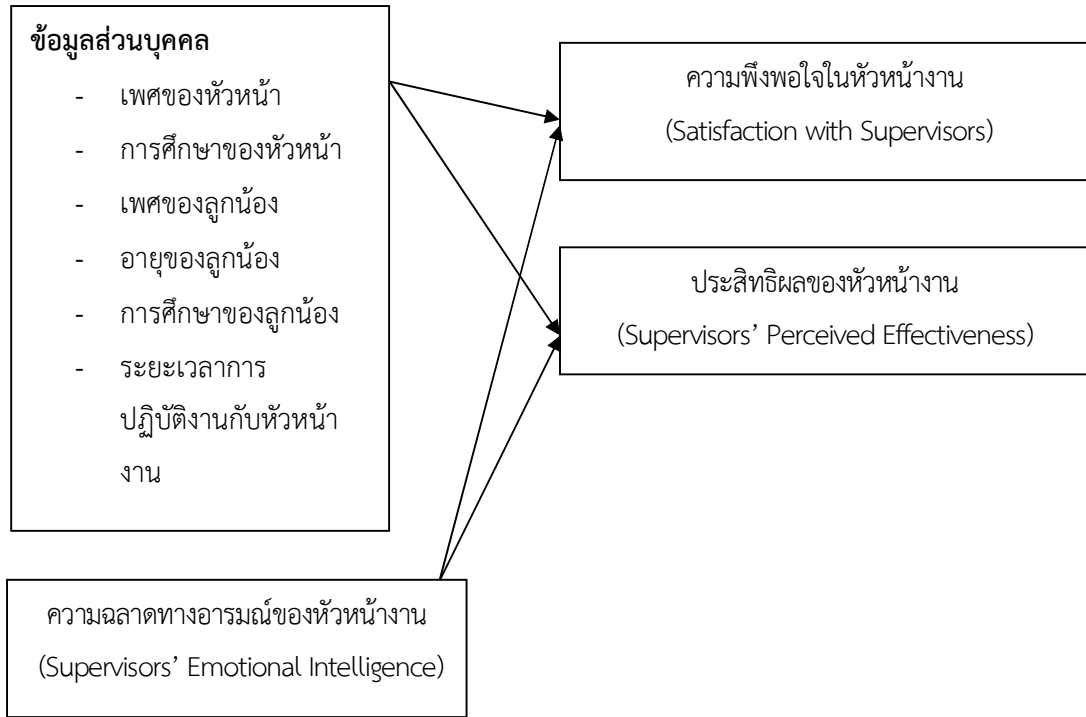 ข้อมูลส่วนบุคคล
- เพศของหัวหน้า
- การศึกษาของหัวหน้า
- เพศของลูกน้อง
- อายุของลูกน้อง
- การศึกษาของลูกน้อง
- ระยะเวลาการ
ปฏิบัติงานกับหัวหน้า
งาน
ความพึงพอใจในหัวหน้างาน
(Satisfaction with Supervisors)
ประสิทธิผลของหัวหน้างาน
(Supervisors’ Perceived Effectiveness)
ความฉลาดทางอารมณ์ของหัวหน้างาน
(Supervisors’ Emotional Intelligence)